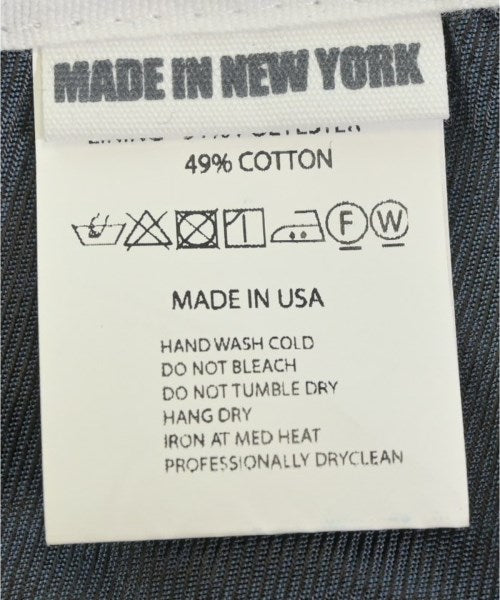 MADE IN NEW YORK
49% COTTON
1 F W
MADE IN USA
HAND WASH COLD
DO NOT BLEACH
DO NOT TUMBLE DRY
HANG DRY
IRON AT MED HEAT
PROFESSIONALLY DRYCLEAN